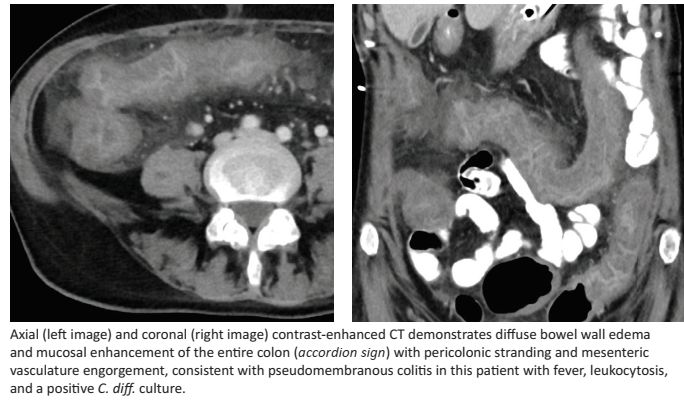 Axial (left image) and coronal (right image) contrast-enhanced CT demonstrates diffuse bowel wall edema
and mucosal enhancement of the entire colon (accordion sign) with pericolonic stranding and mesenteric
vasculature engorgement, consistent with pseudomembranous colitis in this patient with fever, leukocytosis,
and a positive C. diff. culture.